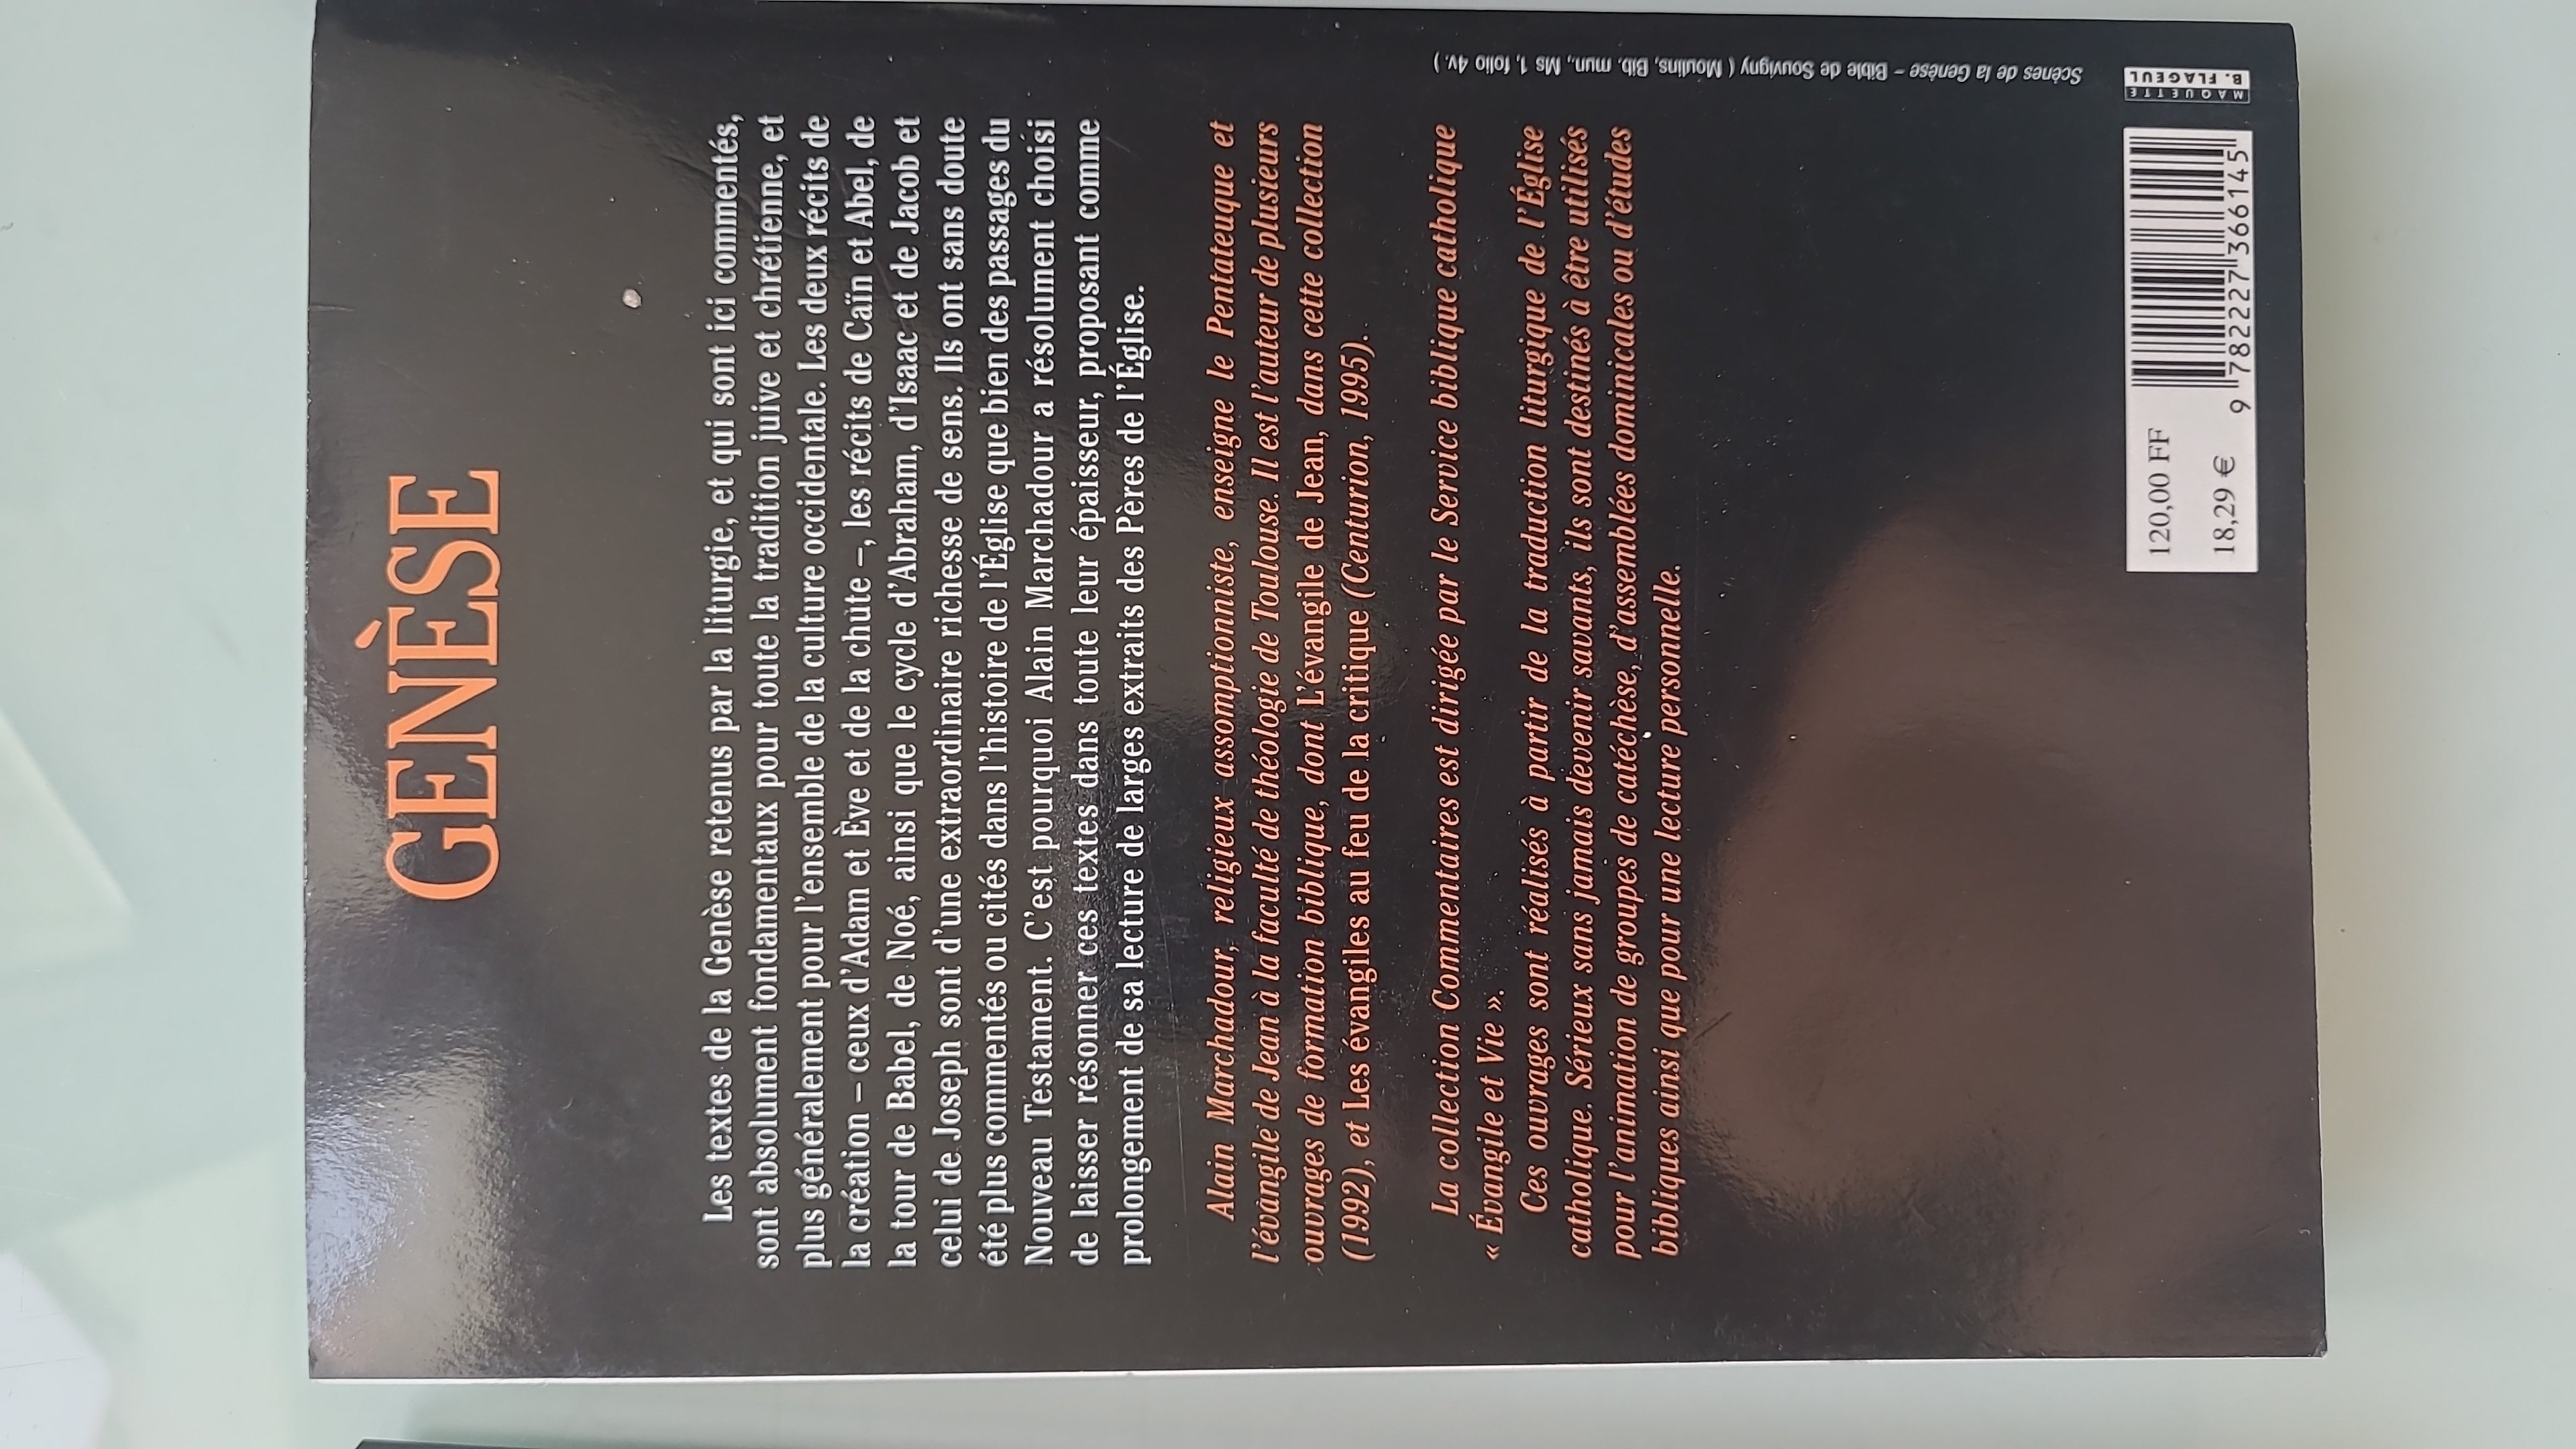 GENÈSE
Les textes de la Genèse retenus par la liturgie, et qui sont ici commentés,
sont absolument fondamentaux pour toute la tradition juive et chrétienne, et
plus généralement pour l'ensemble de la culture occidentale. Les deux récits de
la création – ceux d'Adam et Ève et de la chute –, les récits de Caïn et Abel, de
la tour de Babel, de Noé, ainsi que le cycle d'Abraham, d'Isaac et de Jacob et
celui de Joseph sont d'une extraordinaire richesse de sens. Ils ont sans doute
été plus commentés ou cités dans l'histoire de l'Église que bien des passages du
Nouveau Testament. C'est pourquoi Alain Marchadour a résolument choisi
de laisser résonner ces textes dans toute leur épaisseur, proposant comme
prolongement de sa lecture de larges extraits des Pères de l'Église.
Alain Marchadour, religieux assomptionniste, enseigne le Pentateuque et
l'évangile de Jean à la faculté de théologie de Toulouse. Il est l'auteur de plusieurs
ouvrages de formation biblique, dont L'évangile de Jean, dans cette collection
(1992), et Les évangiles au feu de la critique (Centurion, 1995).
La collection Commentaires est dirigée par le Service biblique catholique
« Évangile et Vie ».
Ces ouvrages sont réalisés à partir de la traduction liturgique de l'Église
catholique. Sérieux sans jamais devenir savants, ils sont destinés à être utilisés
pour l'animation de groupes de catéchèse, d'assemblées dominicales ou d'études
bibliques ainsi que pour une lecture personnelle.
Scènes de la Genèse – Bible de Souvigny ( Moulins, Bib. mun., Ms 1, folio 4v. )
MAQUETTE
B. FLAGEUL
120,00 FF
18,29 €
9 782227 366145